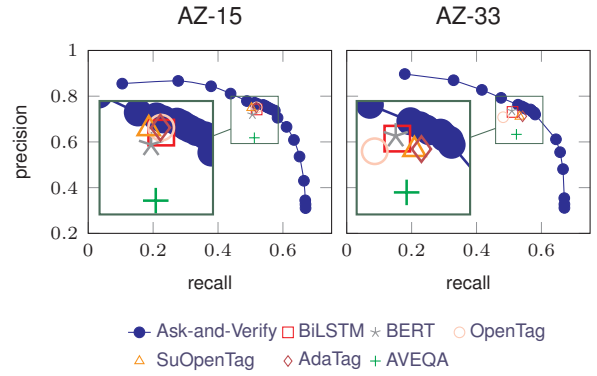 AZ-15 AZ-33
1
0.8
0.6
0.4
0.2
precision
0 0.2 0.4 0.6 0 0.2 0.4 0.6
recall recall
Ask-and-Verify BiLSTM BERT OpenTag
SuOpenTag AdaTag AVEQA